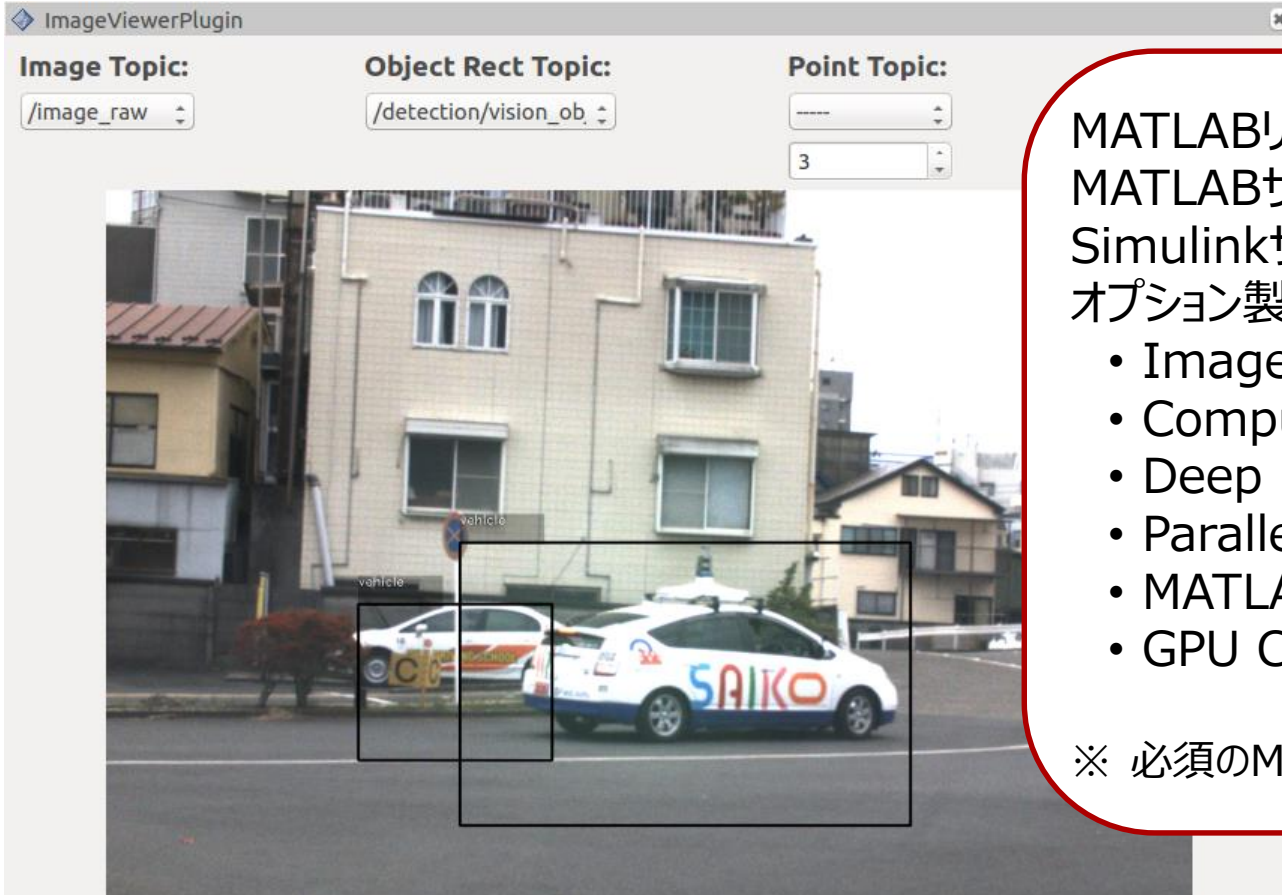 ImageViewerPlugin
Image Topic:
Object Rect Topic:
Point Topic:
/image_raw
/detection/vision_ob
-----
3
MATLAB
MATLAB
Simulink
オプション製
• Image
• Compu
• Deep
• Paralle
• MATLA
• GPU C
※ 必須のM
vehicle
vehicle
C C
SAIKO